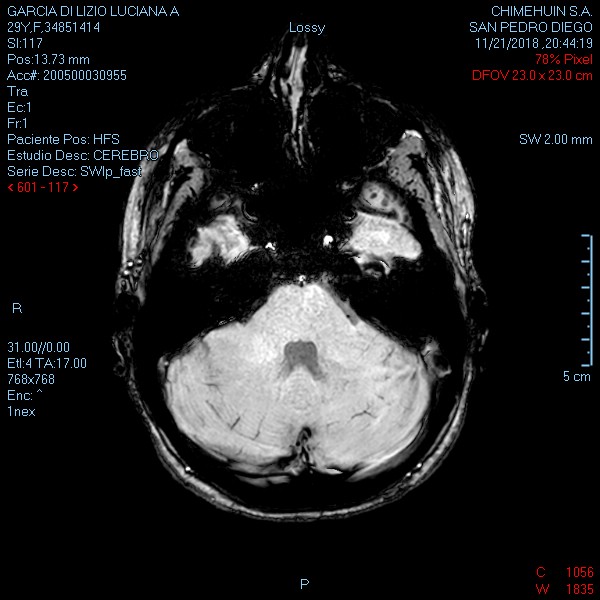 GARCIA DI LIZIO LUCIANA A
29Y,F,34851414
Sl:117
Pos:13.73 mm
Acc#: 200500030955
Tra
Ec:1
Fr:1
Paciente Pos: HFS
Estudio Desc: CEREBRO
Serie Desc: SWIp_fast
< 601 - 117 >
Lossy
CHIMEHUIN S.A.
SAN PEDRO DIEGO
11/21/2018 ,20:44:19
78% Pixel
DFOV 23.0 x 23.0 cm
SW 2.00 mm
R
31.00//0.00
Etl:4 TA:17.00
768x768
Enc: ^
1nex
5 cm
P
C 1056
W 1835